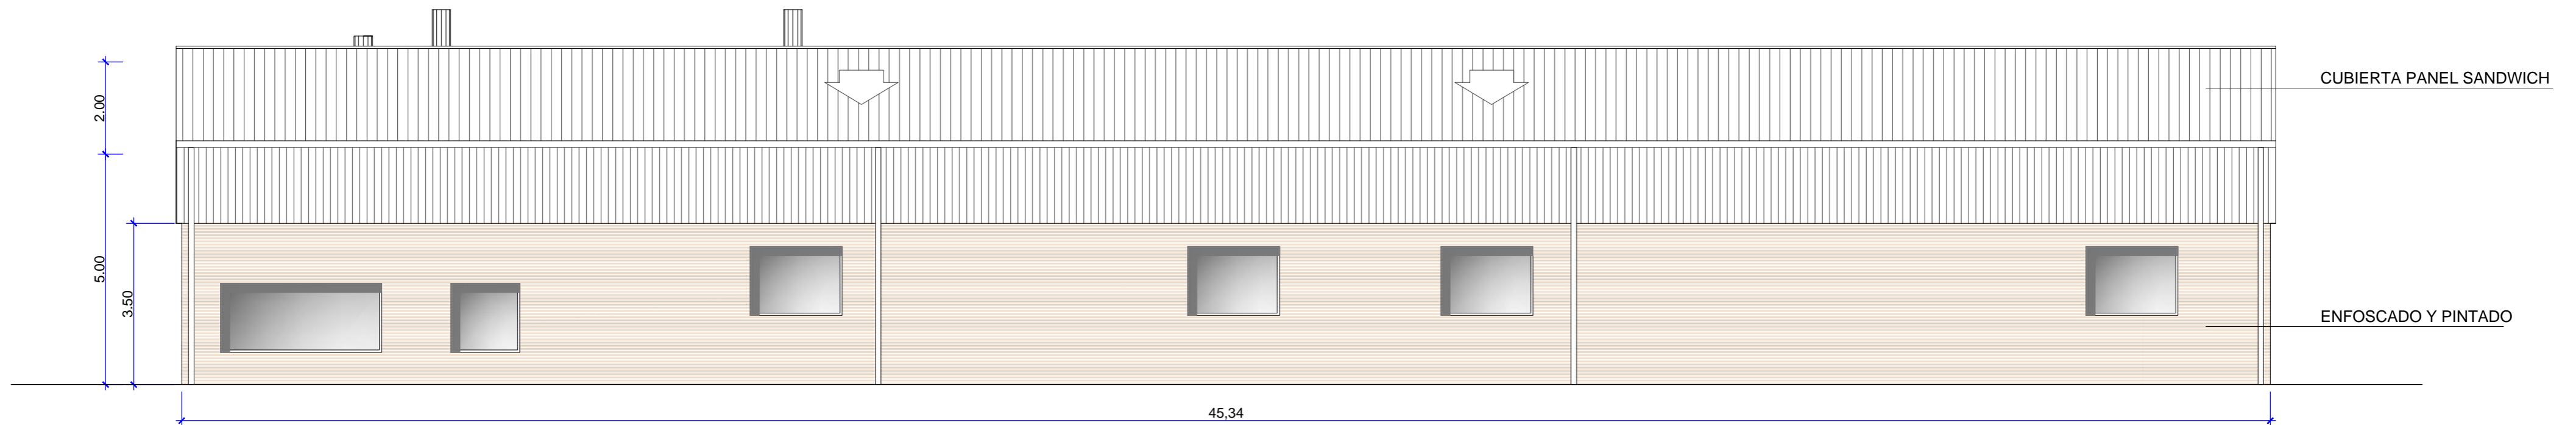 CUBIERTA PANEL SANDWICH
2.00
5.00
3.50
ENFOSCADO Y PINTADO
45,34